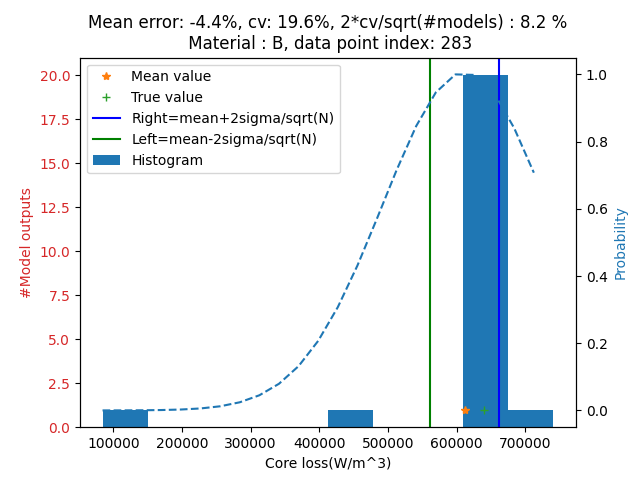 Mean error: -4.4%, cv: 19.6%, 2*cv/sqrt(#models) : 8.2 %
Material : B, data point index: 283
Mean value
True value
Right=mean+2sigma/sqrt(N)
Left=mean-2sigma/sqrt(N)
Histogram
#Model outputs
20.0
17.5
15.0
12.5
10.0
7.5
5.0
2.5
0.0
1.0
0.8
0.6
0.4
0.2
0.0
Probability
100000 200000 300000 400000 500000 600000 700000
Core loss(W/m^3)